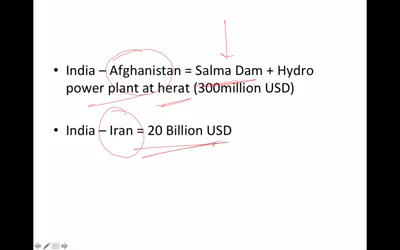 • India – Afghanistan = Salma Dam + Hydro
power plant at herat (300million USD)
• India – Iran = 20 Billion USD